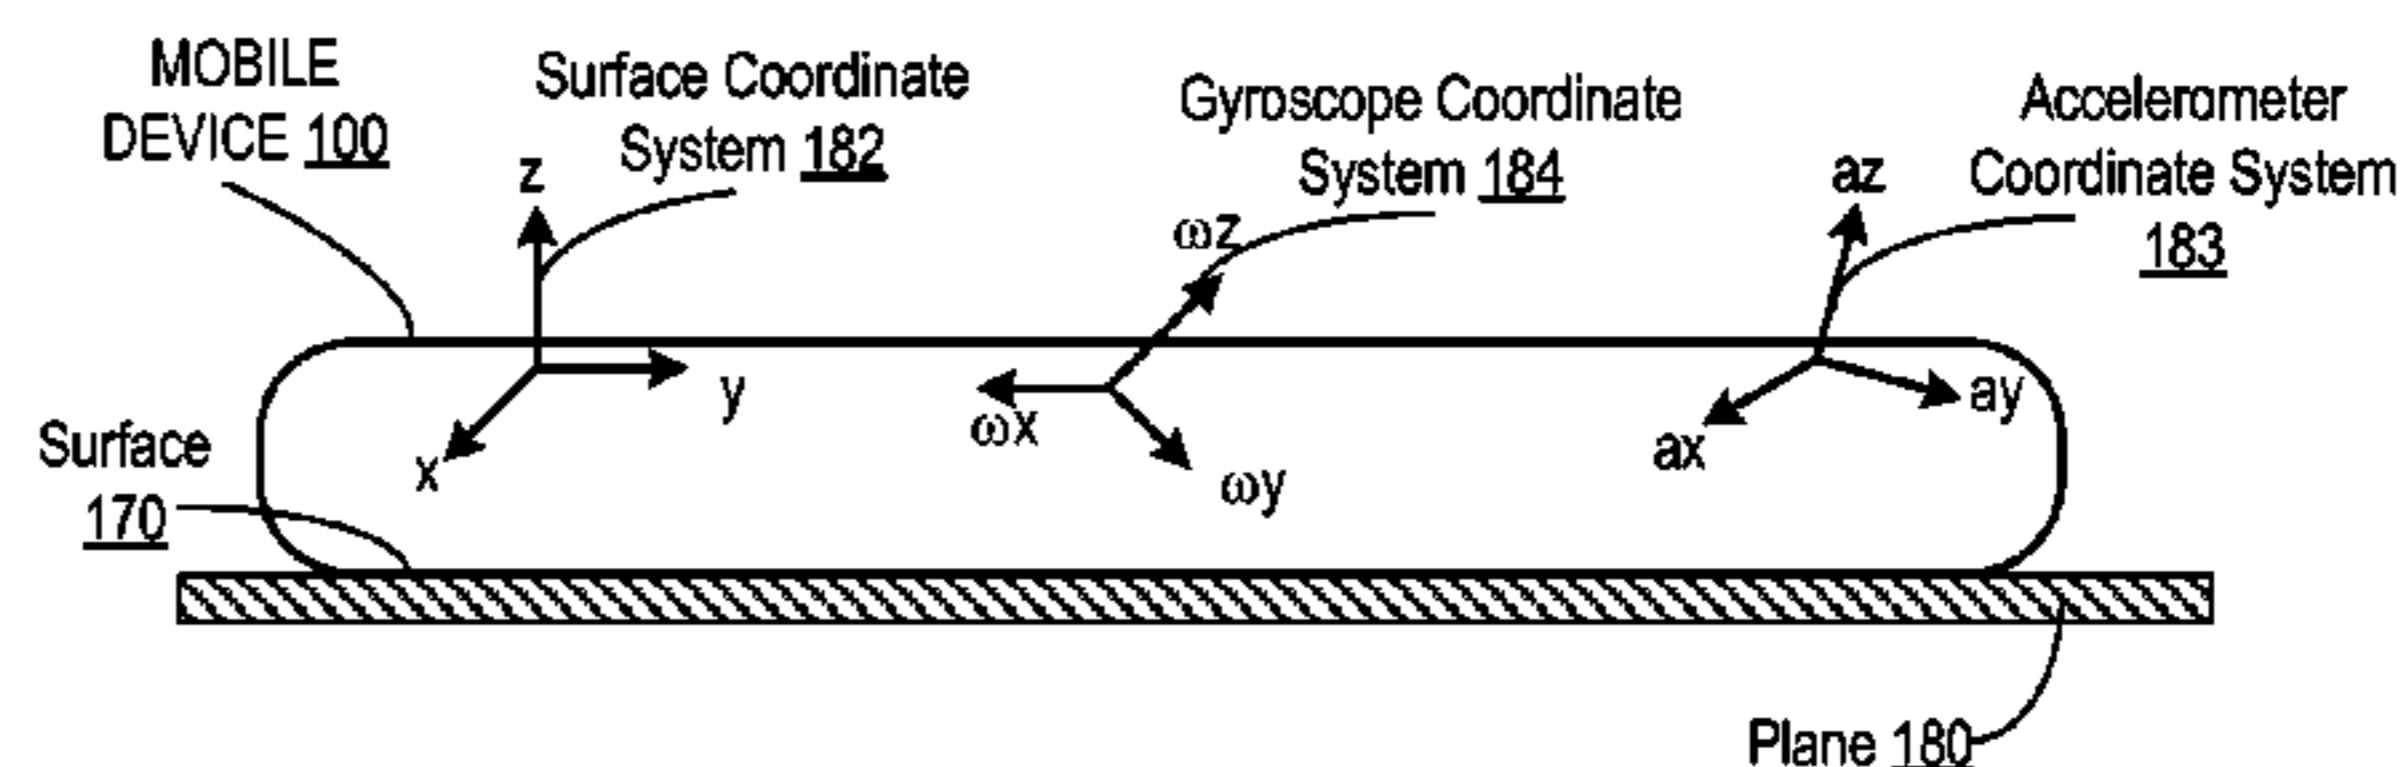 MOBILE
DEVICE 100
Surface Coordinate
System 182
Gyroscope Coordinate
System 184
Accelerometer
Coordinate System
183
z
y
x
ωz
ωx
ωy
az
ay
ax
Surface
170
Plane 180